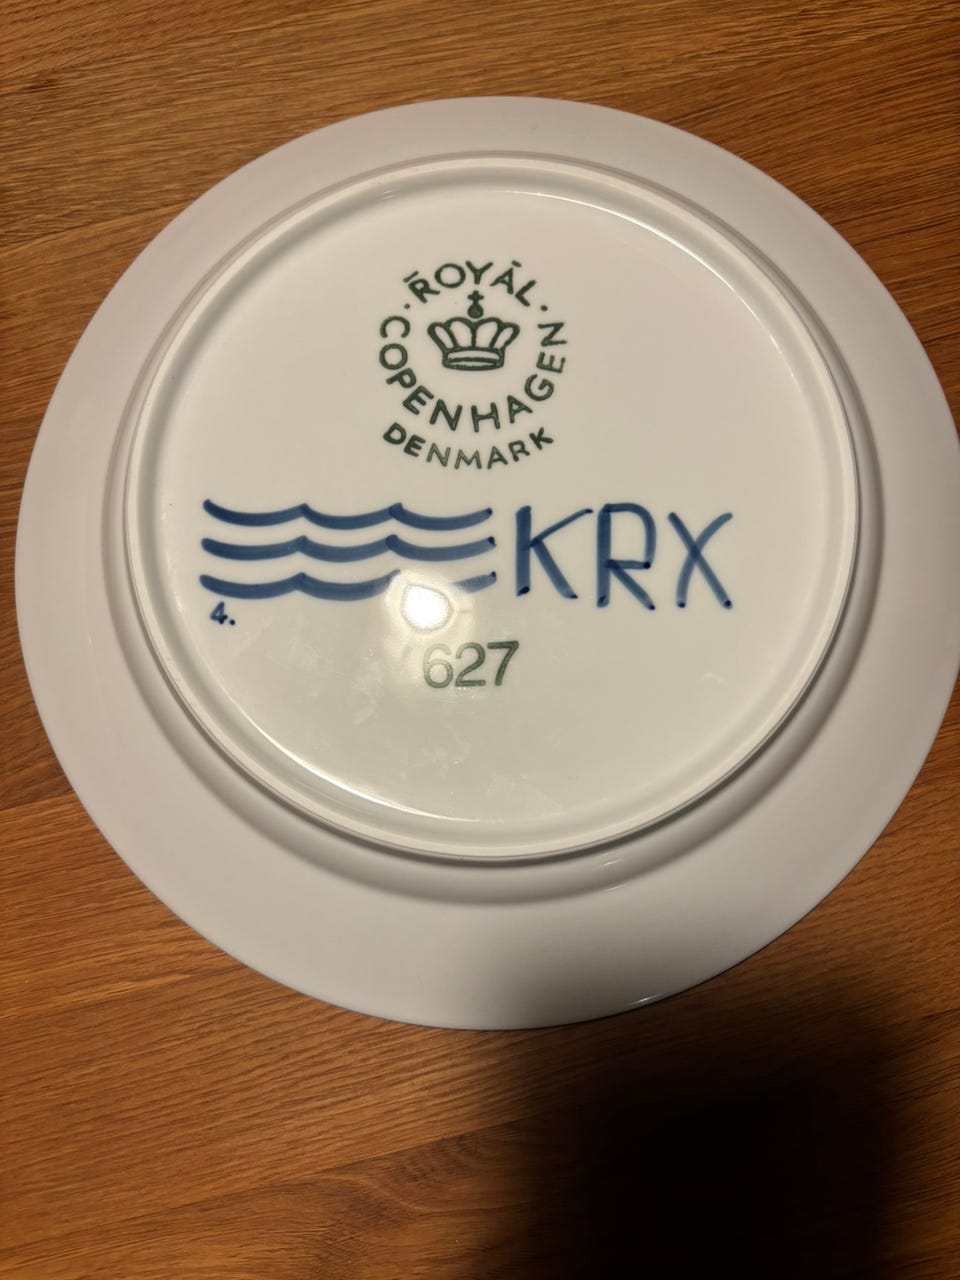 ROYAL
COPENHAGEN
DENMARK
KRX
4.
627